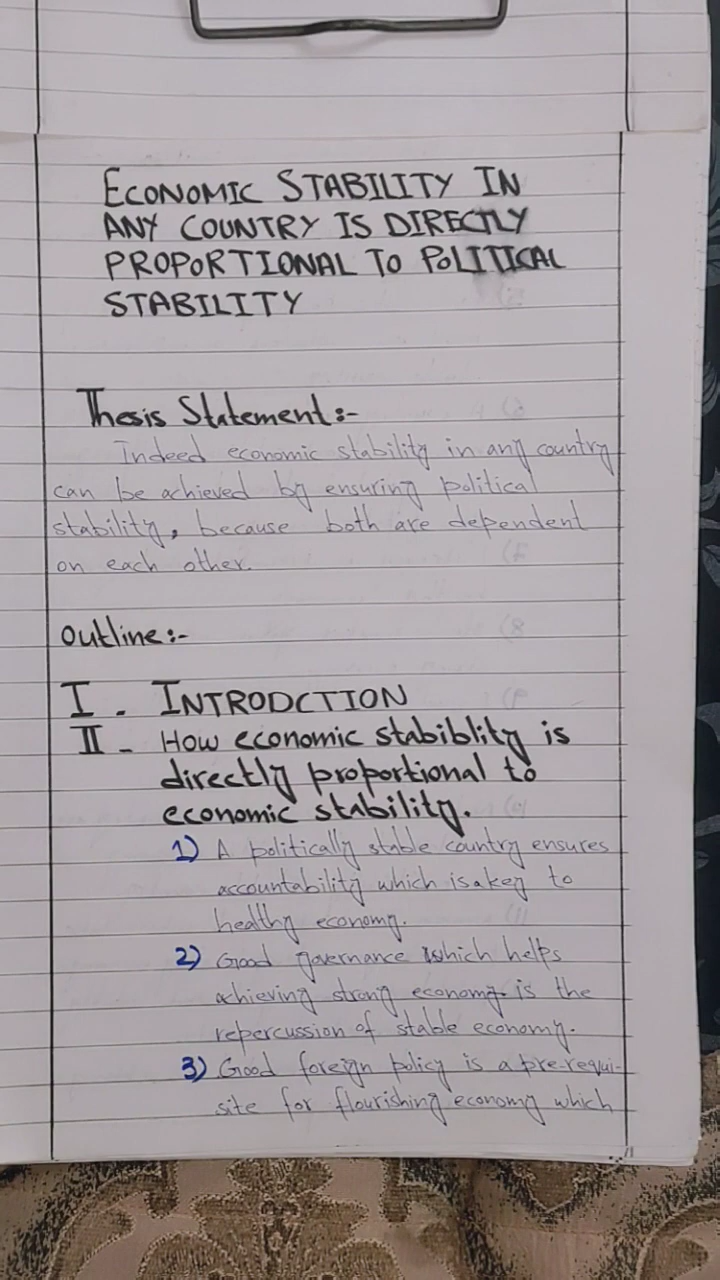 ECONOMIC STABILITY IN
ANY COUNTRY IS DIRECTLY
PROPORTIONAL TO POLITICAL
STABILITY
Thesis Statement:-
Indeed economic stability in any country
can be achieved by ensuring political
stability, because both are dependent
on each other.
outline:-
I. INTRODCTION
II - How economic stabiblity is
directly proportional to
economic stability.
1) A politically stable country ensures
accountability which is a key to
healthy economy.
2) Good governance which helps
achieving strong economy is the
repercussion of stable economy.
3) Good foreign policy is a pre-requi-
site for flourishing economy which